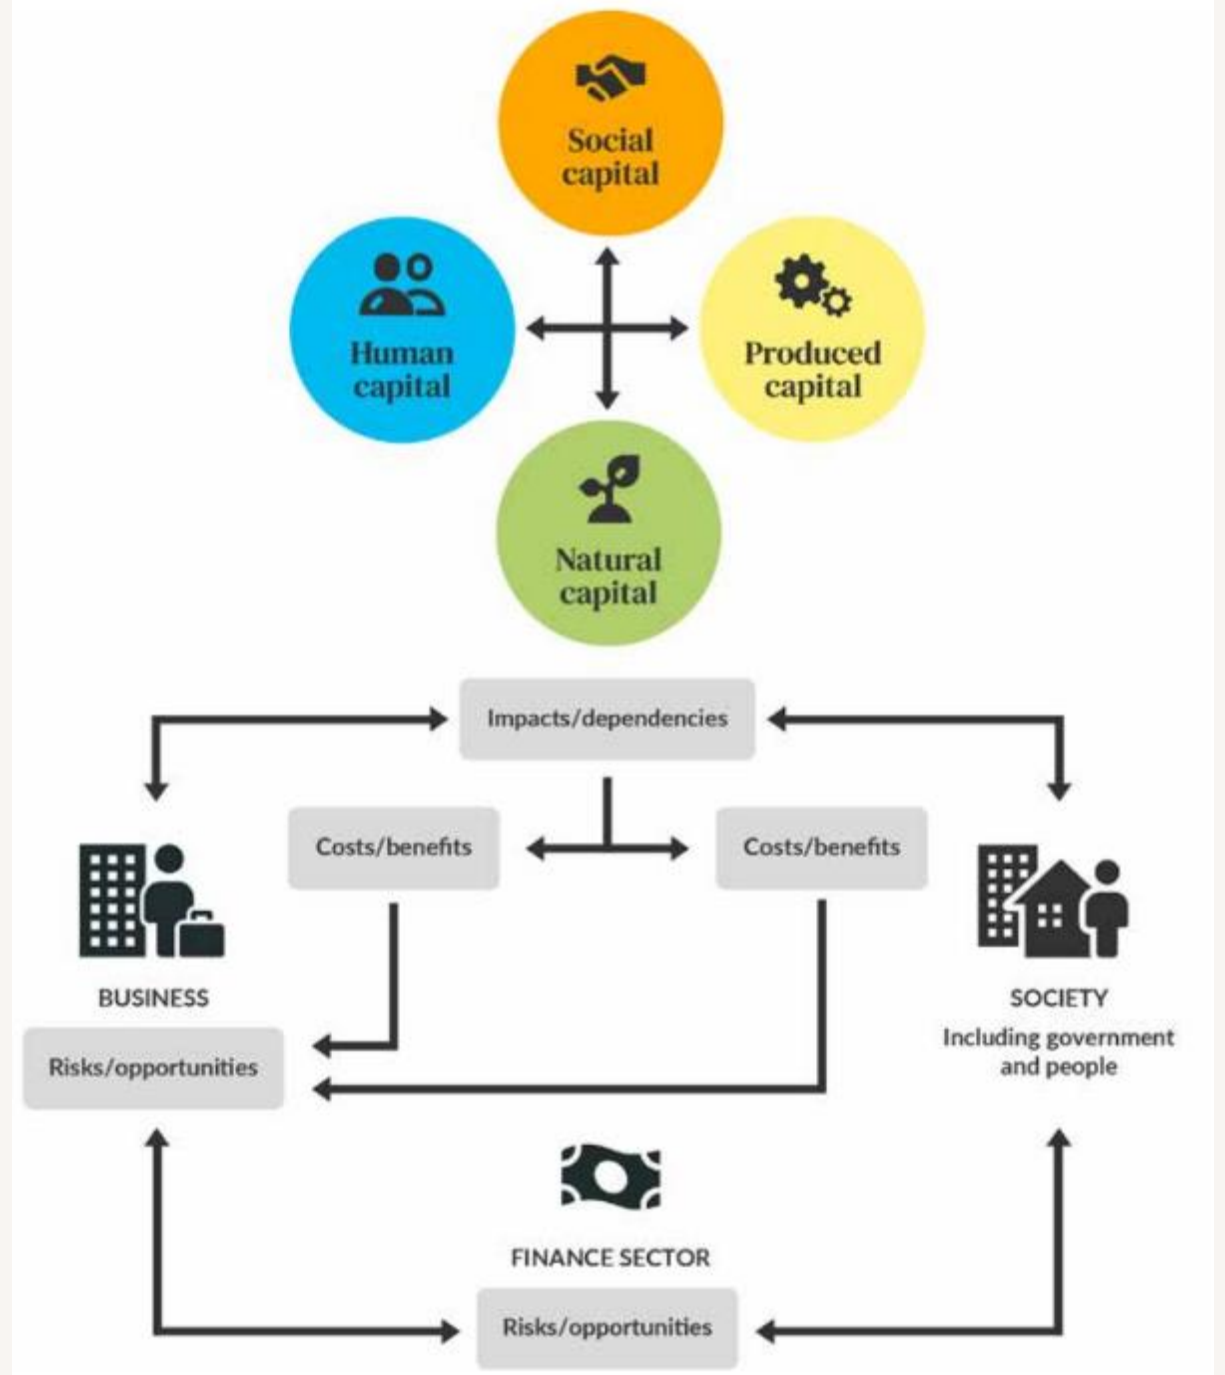 Social
capital
Human
capital
Produced
capital
Natural
capital
Impacts/dependencies
Costs/benefits
Costs/benefits
BUSINESS
Risks/opportunities
SOCIETY
Including government
and people
FINANCE SECTOR
Risks/opportunities